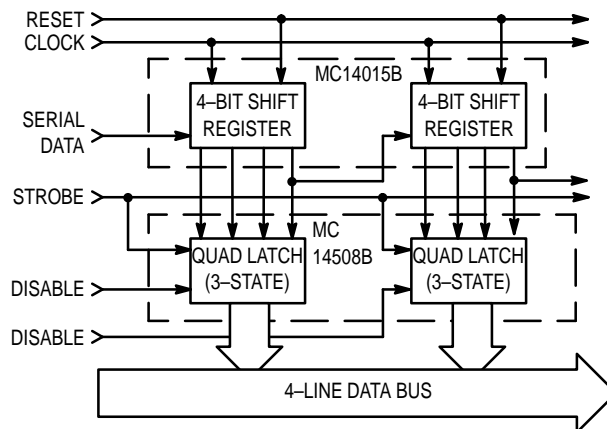 RESET
CLOCK
MC14015B
4–BIT SHIFT
REGISTER
4–BIT SHIFT
REGISTER
SERIAL
DATA
STROBE
MC
14508B
QUAD LATCH
(3–STATE)
QUAD LATCH
(3–STATE)
DISABLE
DISABLE
4–LINE DATA BUS